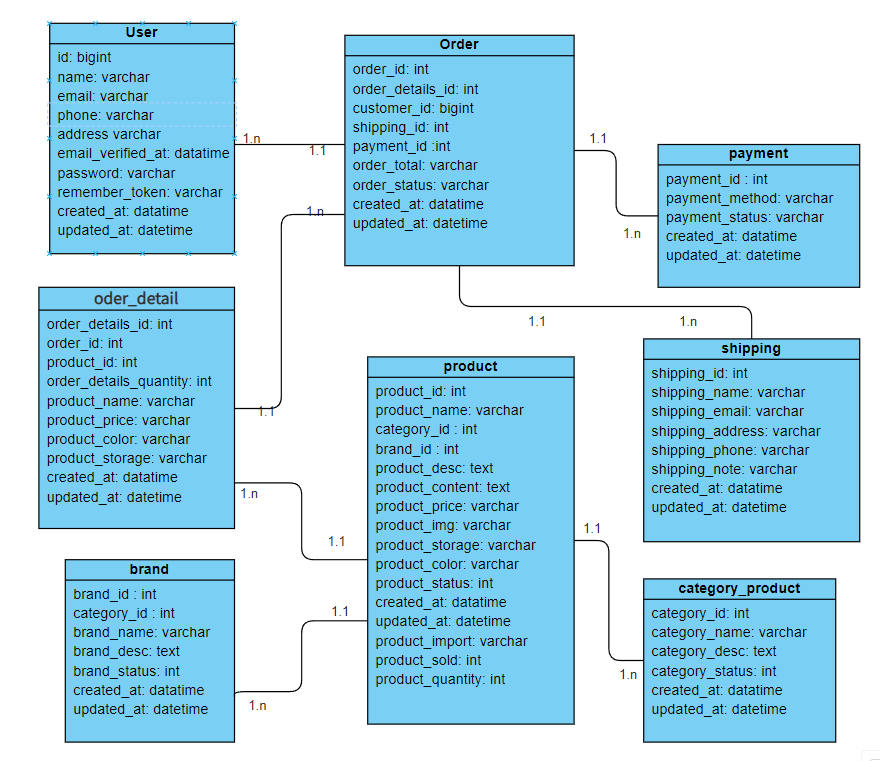 User
id: bigint
name: varchar
email: varchar
phone: varchar
address varchar
email_verified_at: datatime
password: varchar
remember_token: varchar
created_at: datatime
updated_at: datetime
1.n
1.1
Order
order_id: int
order_details_id: int
customer_id: bigint
shipping_id: int
payment_id :int
order_total: varchar
order_status: varchar
created_at: datatime
updated_at: datetime
1.n
1.1
1.n
payment
payment_id : int
payment_method: varchar
payment_status: varchar
created_at: datatime
updated_at: datetime
oder_detail
order_details_id: int
order_id: int
product_id: int
order_details_quantity: int
product_name: varchar
product_price: varchar
product_color: varchar
product_storage: varchar
created_at: datatime
updated_at: datetime
1.1
1.n
1.1
1.1
1.n
shipping
shipping_id: int
shipping_name: varchar
shipping_email: varchar
shipping_address: varchar
shipping_phone: varchar
shipping_note: varchar
created_at: datatime
updated_at: datetime
product
product_id: int
product_name: varchar
category_id : int
brand_id : int
product_desc: text
product_content: text
product_price: varchar
product_img: varchar
product_storage: varchar
product_color: varchar
product_status: int
created_at: datatime
updated_at: datetime
product_import: varchar
product_sold: int
product_quantity: int
brand
brand_id : int
category_id : int
brand_name: varchar
brand_desc: text
brand_status: int
created_at: datatime
updated_at: datetime
1.1
1.n
1.1
1.n
category_product
category_id: int
category_name: varchar
category_desc: text
category_status: int
created_at: datatime
updated_at: datetime